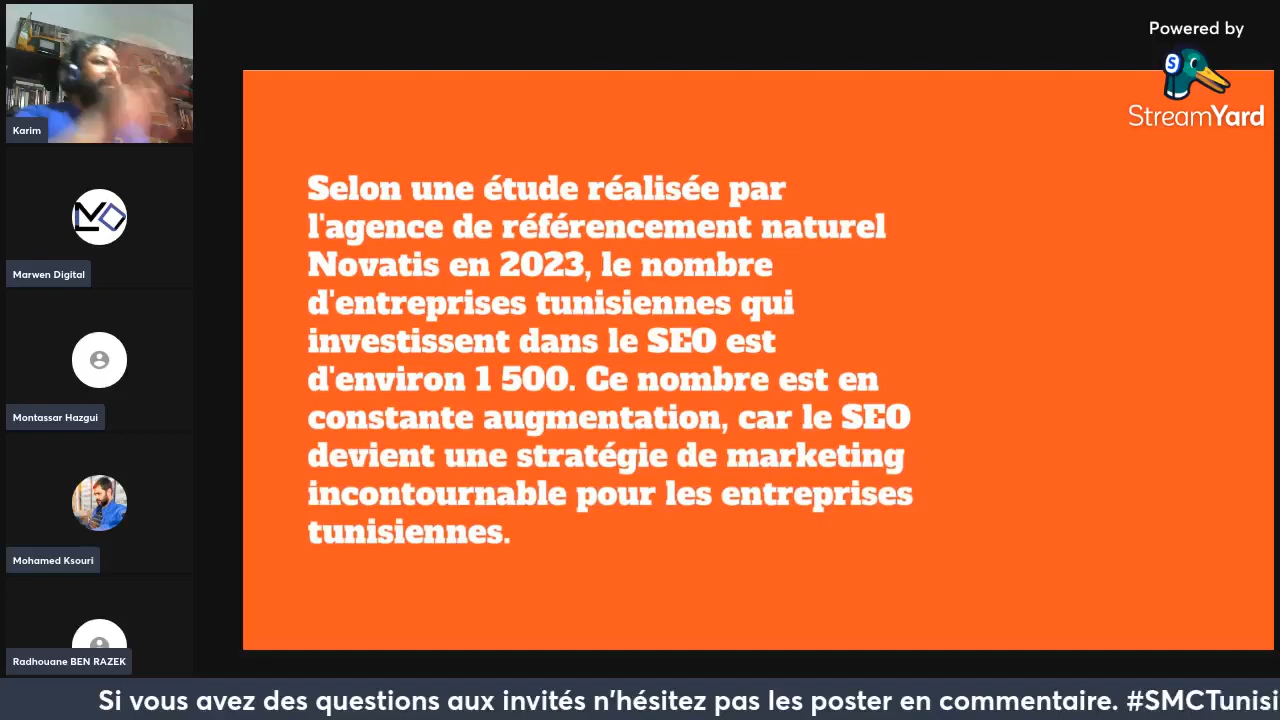 Powered by
StreamYard
Karim
Marwen Digital
Montassar Hazgui
Mohamed Ksouri
Radhouane BEN RAZEK
Selon une étude réalisée par
l'agence de référencement naturel
Novatis en 2023, le nombre
d'entreprises tunisiennes qui
investissent dans le SEO est
d'environ 1 500. Ce nombre est en
constante augmentation, car le SEO
devient une stratégie de marketing
incontournable pour les entreprises
tunisiennes.
Si vous avez des questions aux invités n'hésitez pas les poster en commentaire. #SMCTunisi